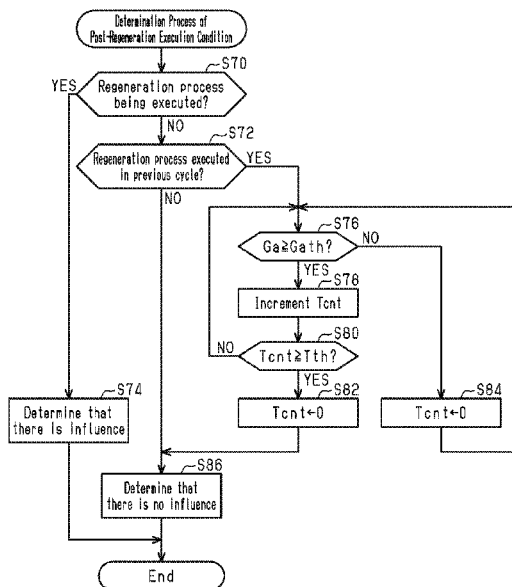 Determination Process of
Post-Regeneration Execution Condition
S70
YES
Regeneration process
being executed?
NO
S72
Regeneration process executed
in previous cycle?
YES
NO
S76
Ga≧Gath?
NO
YES
S78
Increment Tcnt
S80
NO
Tcnt≧Tth?
YES
S74
S82
S84
Determine that
there is influence
Tcnt←0
Tcnt←0
S86
Determine that
there is no influence
End